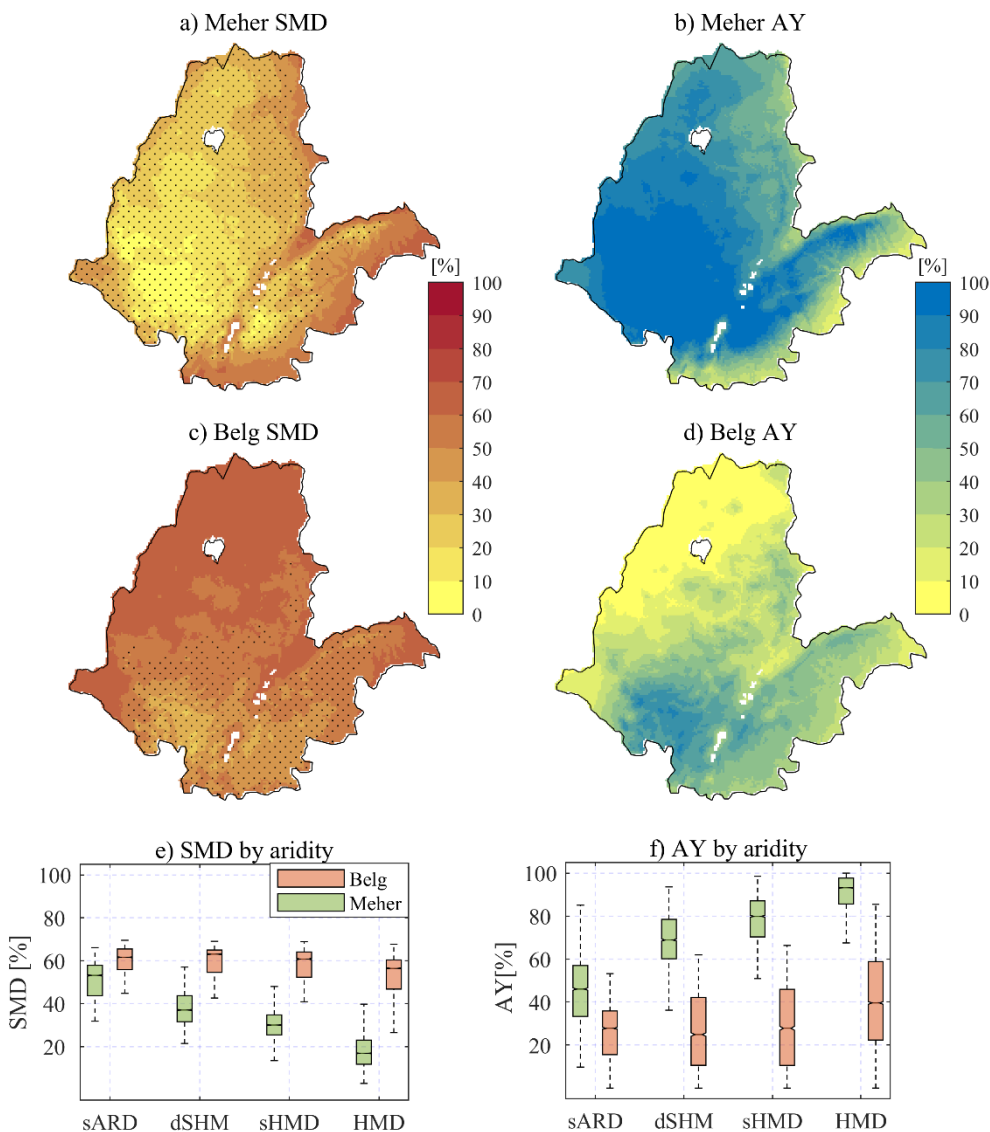 a) Meher SMD
b) Meher AY
[%]
100
90
80
70
60
50
40
30
20
10
0
[%]
100
90
80
70
60
50
40
30
20
10
0
c) Belg SMD
d) Belg AY
e) SMD by aridity
SMD [%]
100
80
60
40
20
Belg
Meher
sARD dSHM sHMD HMD
f) AY by aridity
AY[%]
100
80
60
40
20
sARD dSHM sHMD HMD